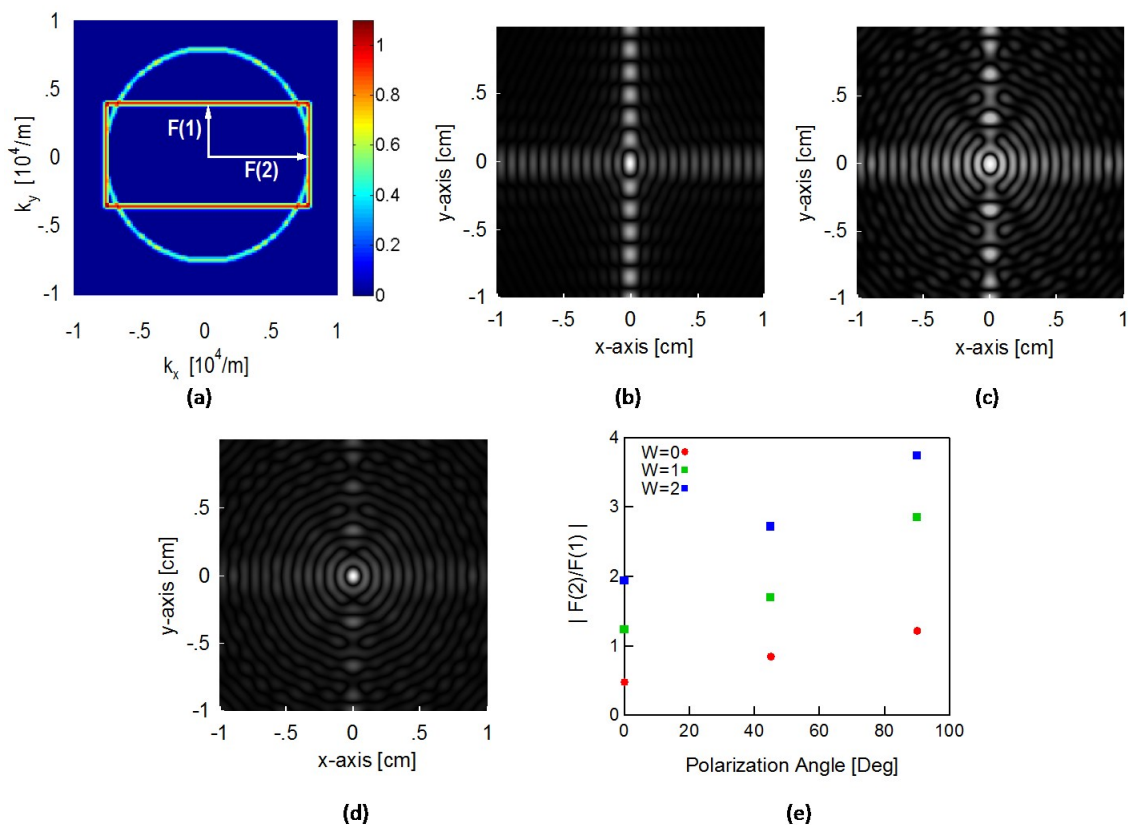 1
.5
0
-.5
-1
k_y [10^4/m]
F(1)
F(2)
1
0.8
0.6
0.4
0.2
0
-1
-.5
0
.5
1
k_x [10^4/m]
(a)
1
.5
0
-.5
-1
y-axis [cm]
-1
-.5
0
.5
1
x-axis [cm]
(b)
1
.5
0
-.5
-1
y-axis [cm]
-1
-.5
0
.5
1
x-axis [cm]
(c)
.5
0
-.5
-1
y-axis [cm]
-1
-.5
0
.5
1
x-axis [cm]
(d)
W=0
W=1
W=2
4
3
2
1
0
| F(2)/F(1) |
0
20
40
60
80
100
Polarization Angle [Deg]
(e)